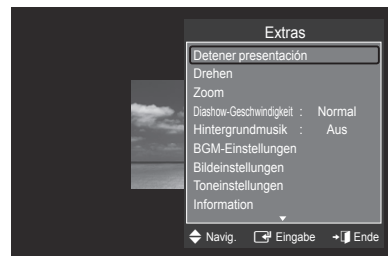 Extras
Detener presentación
Drehen
Zoom
Diashow-Geschwindigkeit : Normal
Hintergrundmusik : Aus
BGM-Einstellungen
Bildeinstellungen
Toneinstellungen
Information
Navig. Eingabe Ende